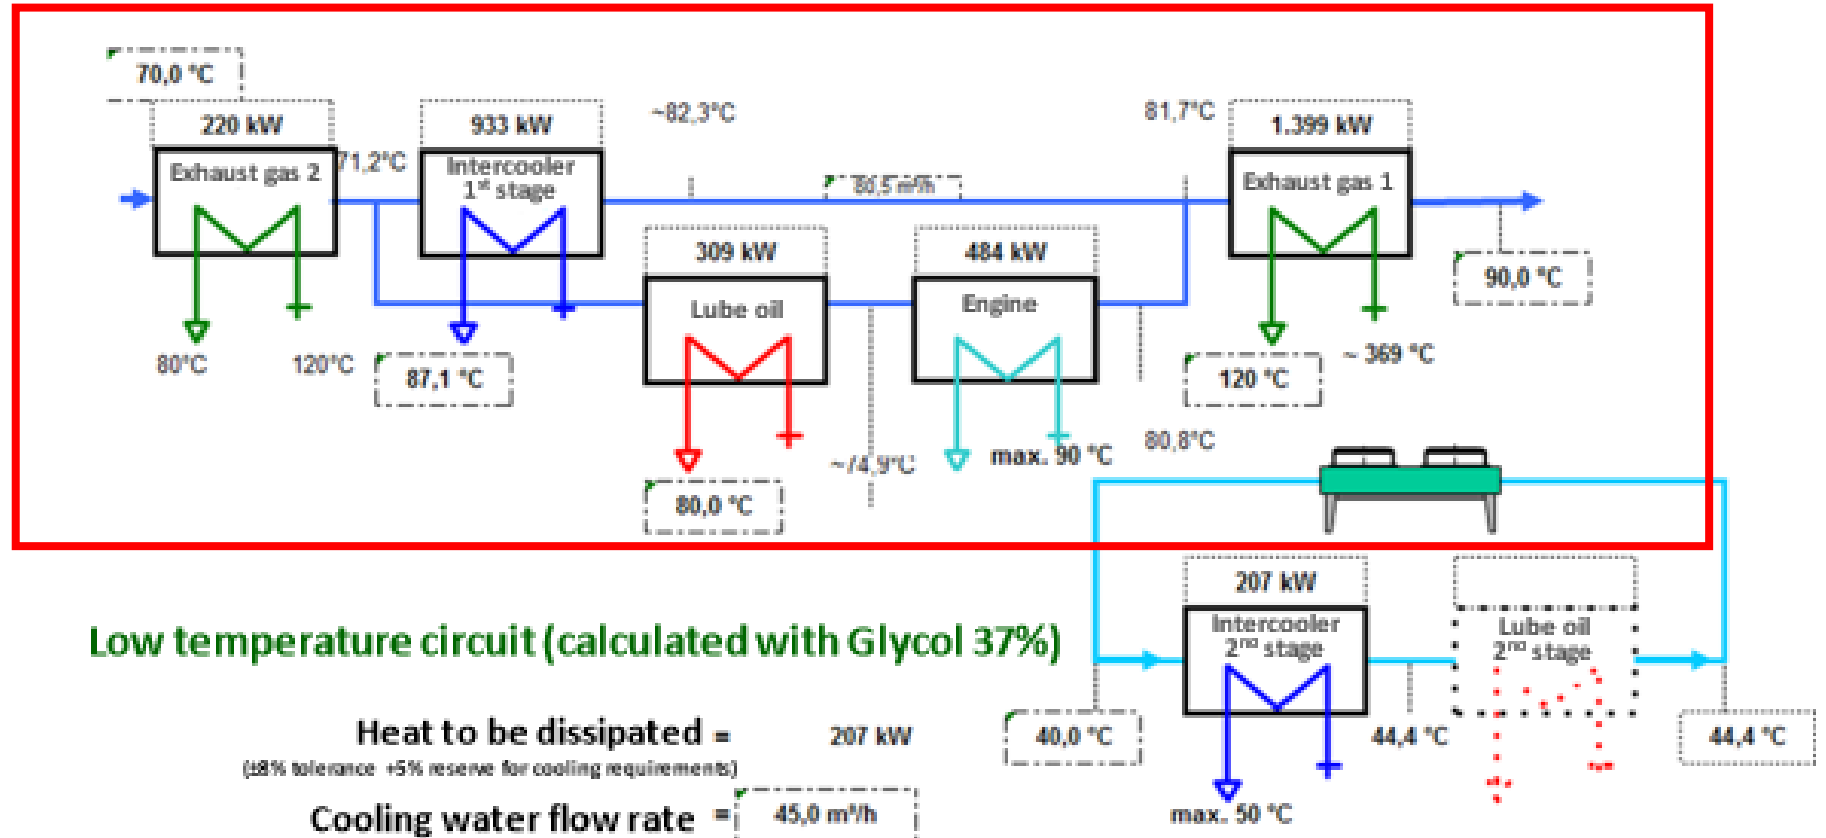 70,0 °C
220 kW
933 kW
~82,3°C
81,7°C
1.399 kW
Exhaust gas 2
71,2°C
Intercooler
1st stage
80,5 m³/h
Exhaust gas 1
309 kW
484 kW
90,0 °C
Lube oil
Engine
80°C
120°C
87,1 °C
120 °C
~ 369 °C
~74,9°C
max. 90 °C
80,8°C
80,0 °C
207 kW
Low temperature circuit (calculated with Glycol 37%)
Intercooler
2nd stage
Lube oil
2nd stage
Heat to be dissipated = 207 kW
(±8% tolerance +5% reserve for cooling requirements)
40,0 °C
44,4 °C
44,4 °C
Cooling water flow rate = 45,0 m³/h
max. 50 °C